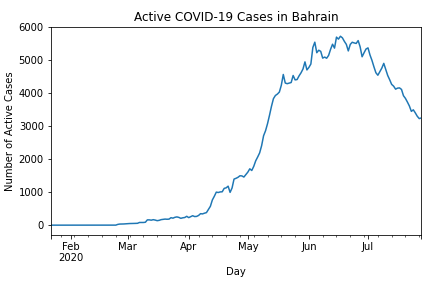 Active COVID-19 Cases in Bahrain
Number of Active Cases
6000
5000
4000
3000
2000
1000
0
Feb Mar Apr May Jun Jul
2020
Day